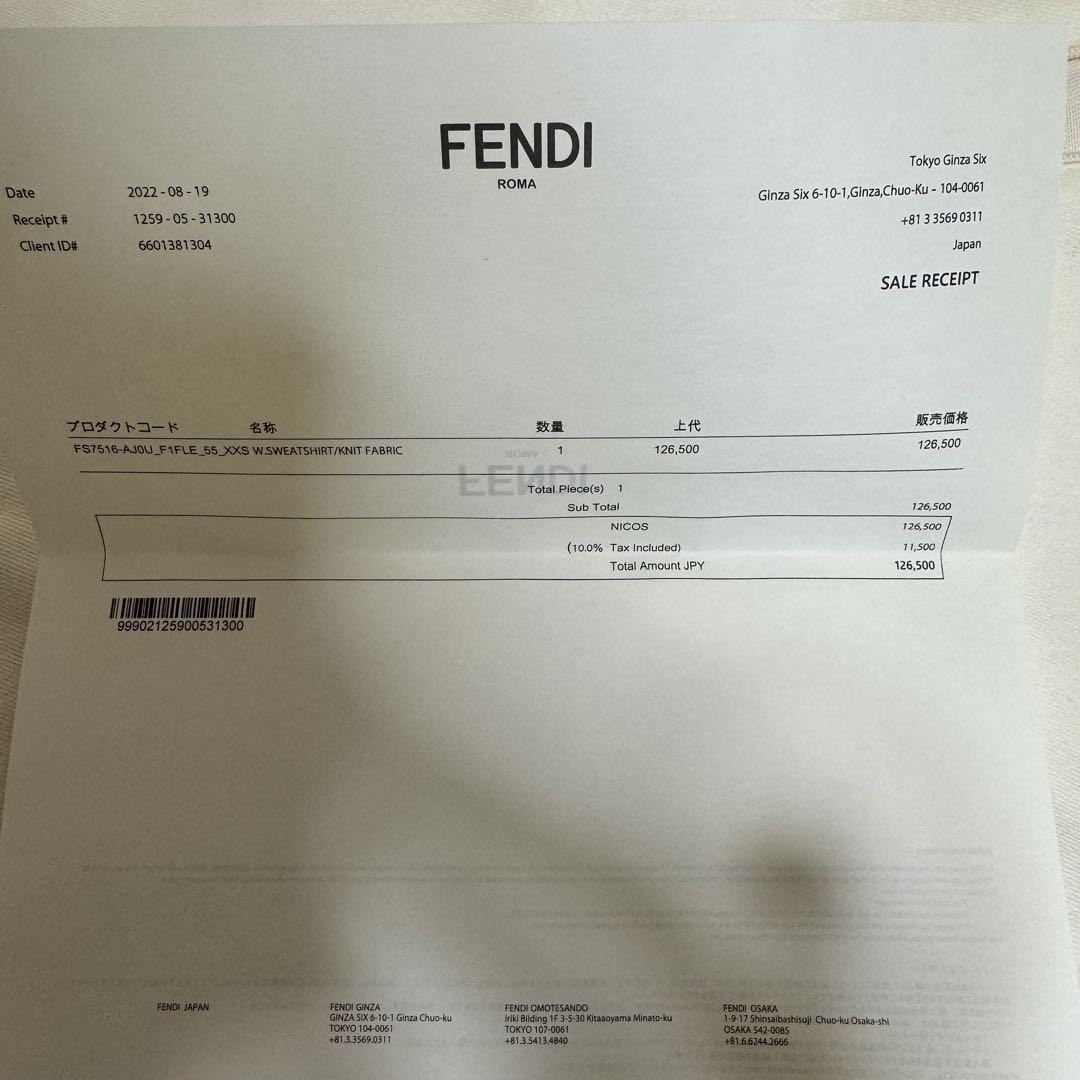 FENDI
ROMA
Date 2022 - 08 - 19
Receipt # 1259 - 05 - 31300
Client ID# 6601381304
Tokyo Ginza Six
Ginza Six 6-10-1,Ginza,Chuo-Ku - 104-0061
+81 3 3569 0311
Japan
SALE RECEIPT
プロダクトコード 名称 数量 上代 販売価格
FS7516-AJ0U_F1FLE_55_XXS W.SWEATSHIRT/KNIT FABRIC 1 126,500 126,500
Total Piece(s) 1
Sub Total 126,500
NICOS 126,500
(10.0% Tax Included) 11,500
Total Amount JPY 126,500
99902125900531300
FENDI JAPAN
FENDI GINZA
GINZA SIX 6-10-1 Ginza Chuo-ku
TOKYO 104-0061
+81.3.3569.0311
FENDI OMOTESANDO
Iriki Bilding 1F 3-5-30 Kitaaoyama Minato-ku
TOKYO 107-0061
+81.3.5413.4840
FENDI OSAKA
1-9-17 Shinsaibashisuji Chuo-ku Osaka-shi
OSAKA 542-0085
+81.6.6244.2666